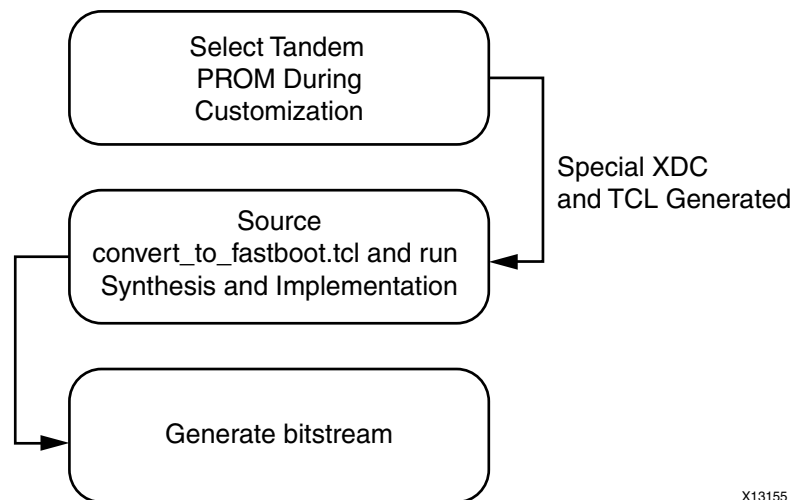 Select Tandem
PROM During
Customization
Special XDC
and TCL Generated
Source
convert_to_fastboot.tcl and run
Synthesis and Implementation
Generate bitstream
X13155